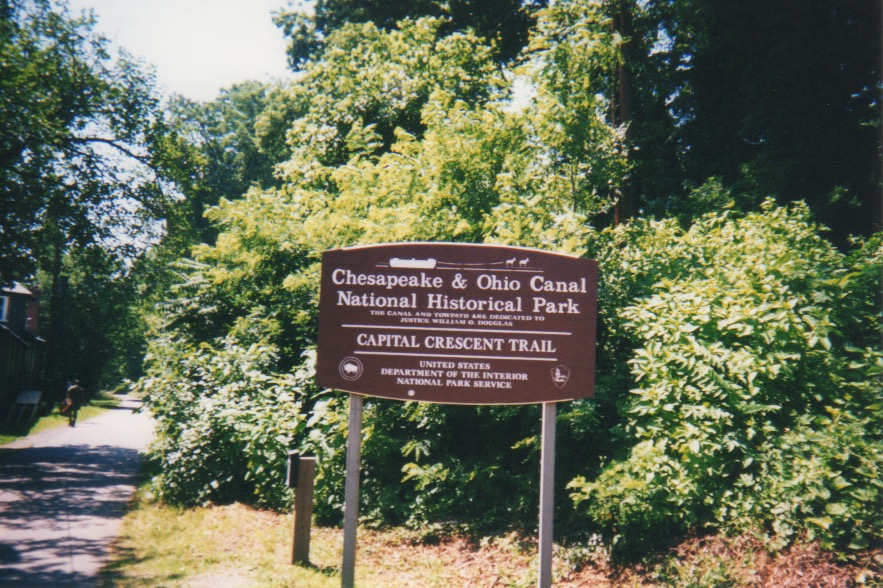 Chesapeake & Ohio Canal
National Historical Park
THE CANAL AND TOWPATH ARE DEDICATED TO
JUSTICE WILLIAM O. DOUGLAS
CAPITAL CRESCENT TRAIL
UNITED STATES
DEPARTMENT OF THE INTERIOR
NATIONAL PARK SERVICE